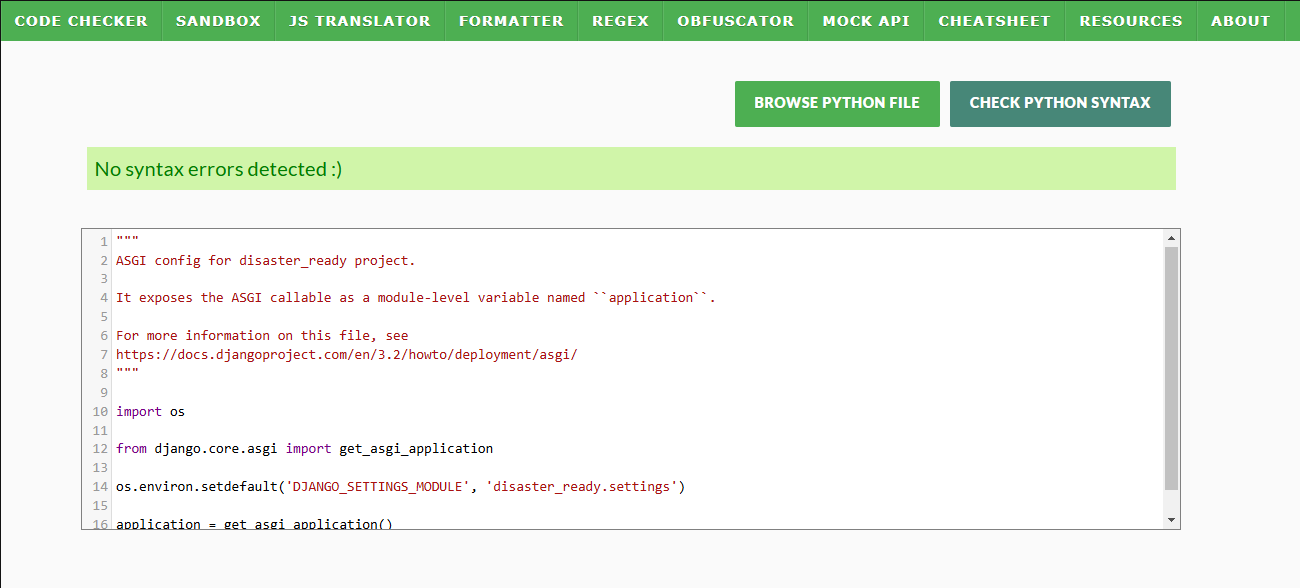 CODE CHECKER SANDBOX JS TRANSLATOR FORMATTER REGEX OBFUSCATOR MOCK API CHEATSHEET RESOURCES ABOUT
BROWSE PYTHON FILE CHECK PYTHON SYNTAX
No syntax errors detected :)
1 """
2 ASGI config for disaster_ready project.
3
4 It exposes the ASGI callable as a module-level variable named ``application``.
5
6 For more information on this file, see
7 https://docs.djangoproject.com/en/3.2/howto/deployment/asgi/
8 """
9
10 import os
11
12 from django.core.asgi import get_asgi_application
13
14 os.environ.setdefault('DJANGO_SETTINGS_MODULE', 'disaster_ready.settings')
15
16 application = get_asgi_application()